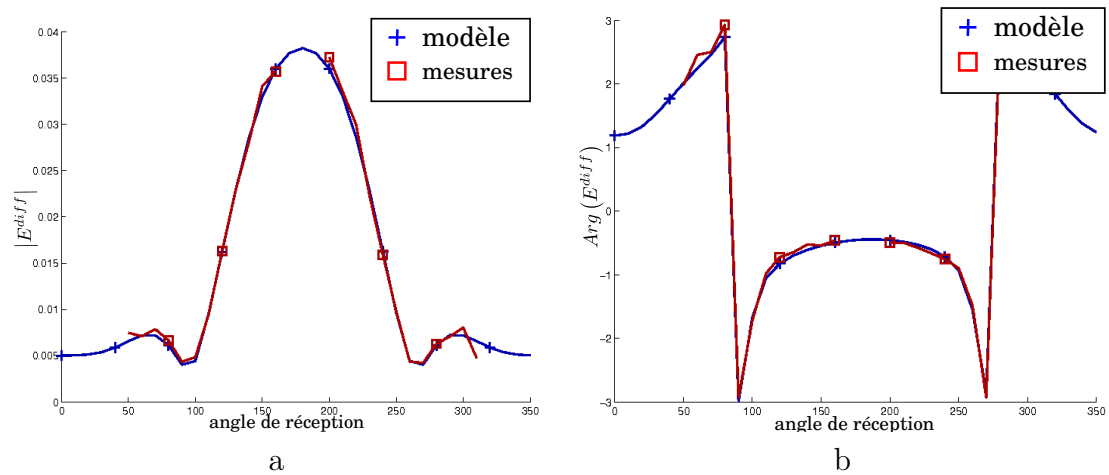 modèle
mesures
0.04
0.035
0.03
0.025
0.02
0.015
0.01
0.005
0
|E^{diff}|
0 50 100 150 200 250 300 350
angle de réception
a
modèle
mesures
3
2
1
0
−1
−2
−3
Arg (E^{diff})
0 50 100 150 200 250 300 350
angle de réception
b